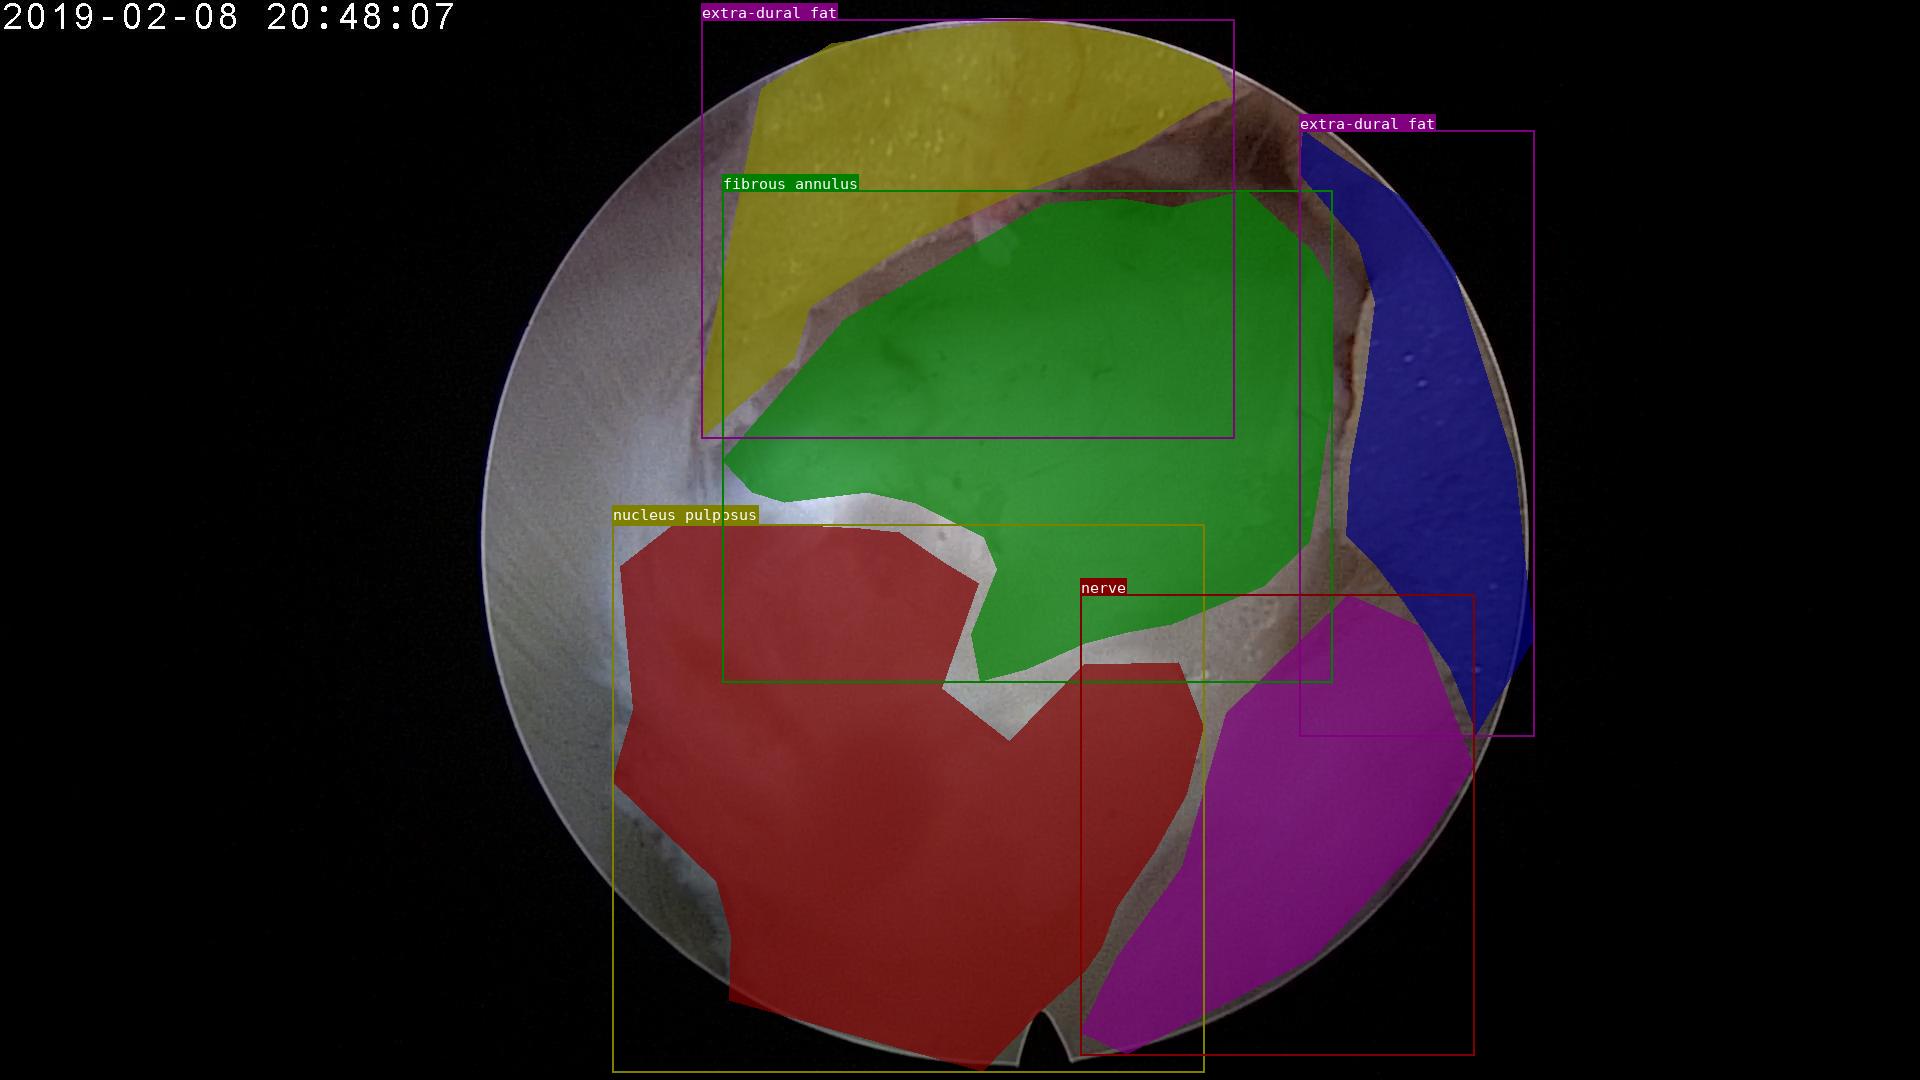 2019-02-08 20:48:07
extra-dural fat
extra-dural fat
fibrous annulus
nucleus pulposus
nerve